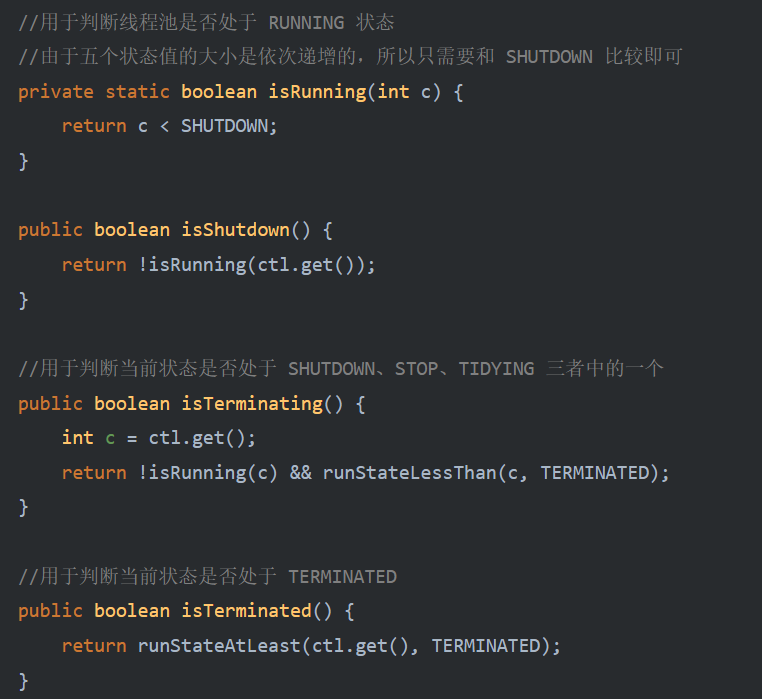 //用于判断线程池是否处于 RUNNING 状态
//由于五个状态值的大小是依次递增的，所以只需要和 SHUTDOWN 比较即可
private static boolean isRunning(int c) {
    return c < SHUTDOWN;
}

public boolean isShutdown() {
    return !isRunning(ctl.get());
}

//用于判断当前状态是否处于 SHUTDOWN、STOP、TIDYING 三者中的一个
public boolean isTerminating() {
    int c = ctl.get();
    return !isRunning(c) && runStateLessThan(c, TERMINATED);
}

//用于判断当前状态是否处于 TERMINATED
public boolean isTerminated() {
    return runStateAtLeast(ctl.get(), TERMINATED);
}